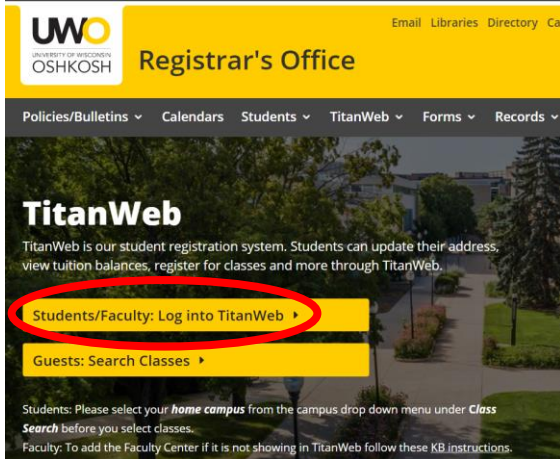 Email Libraries Directory
UWO
UNIVERSITY OF WISCONSIN
OSHKOSH
Registrar's Office
Policies/Bulletins Calendars Students TitanWeb Forms Records
TitanWeb
TitanWeb is our student registration system. Students can update their address,
view tuition balances, register for classes and more through TitanWeb.
Students/Faculty: Log into TitanWeb
Guests: Search Classes
Students: Please select your home campus from the campus drop down menu under Class
Search before you select classes.
Faculty: To add the Faculty Center if it is not showing in TitanWeb follow these KB instructions.